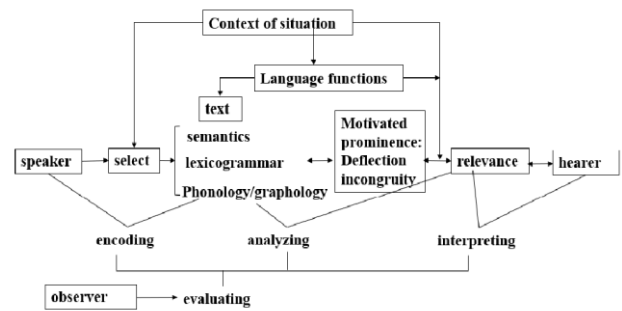 Context of situation
Language functions
text
semantics
lexicogrammar
Phonology/graphology
Motivated
prominence:
Deflection
incongruity
speaker
select
relevance
hearer
encoding
analyzing
interpreting
observer
evaluating